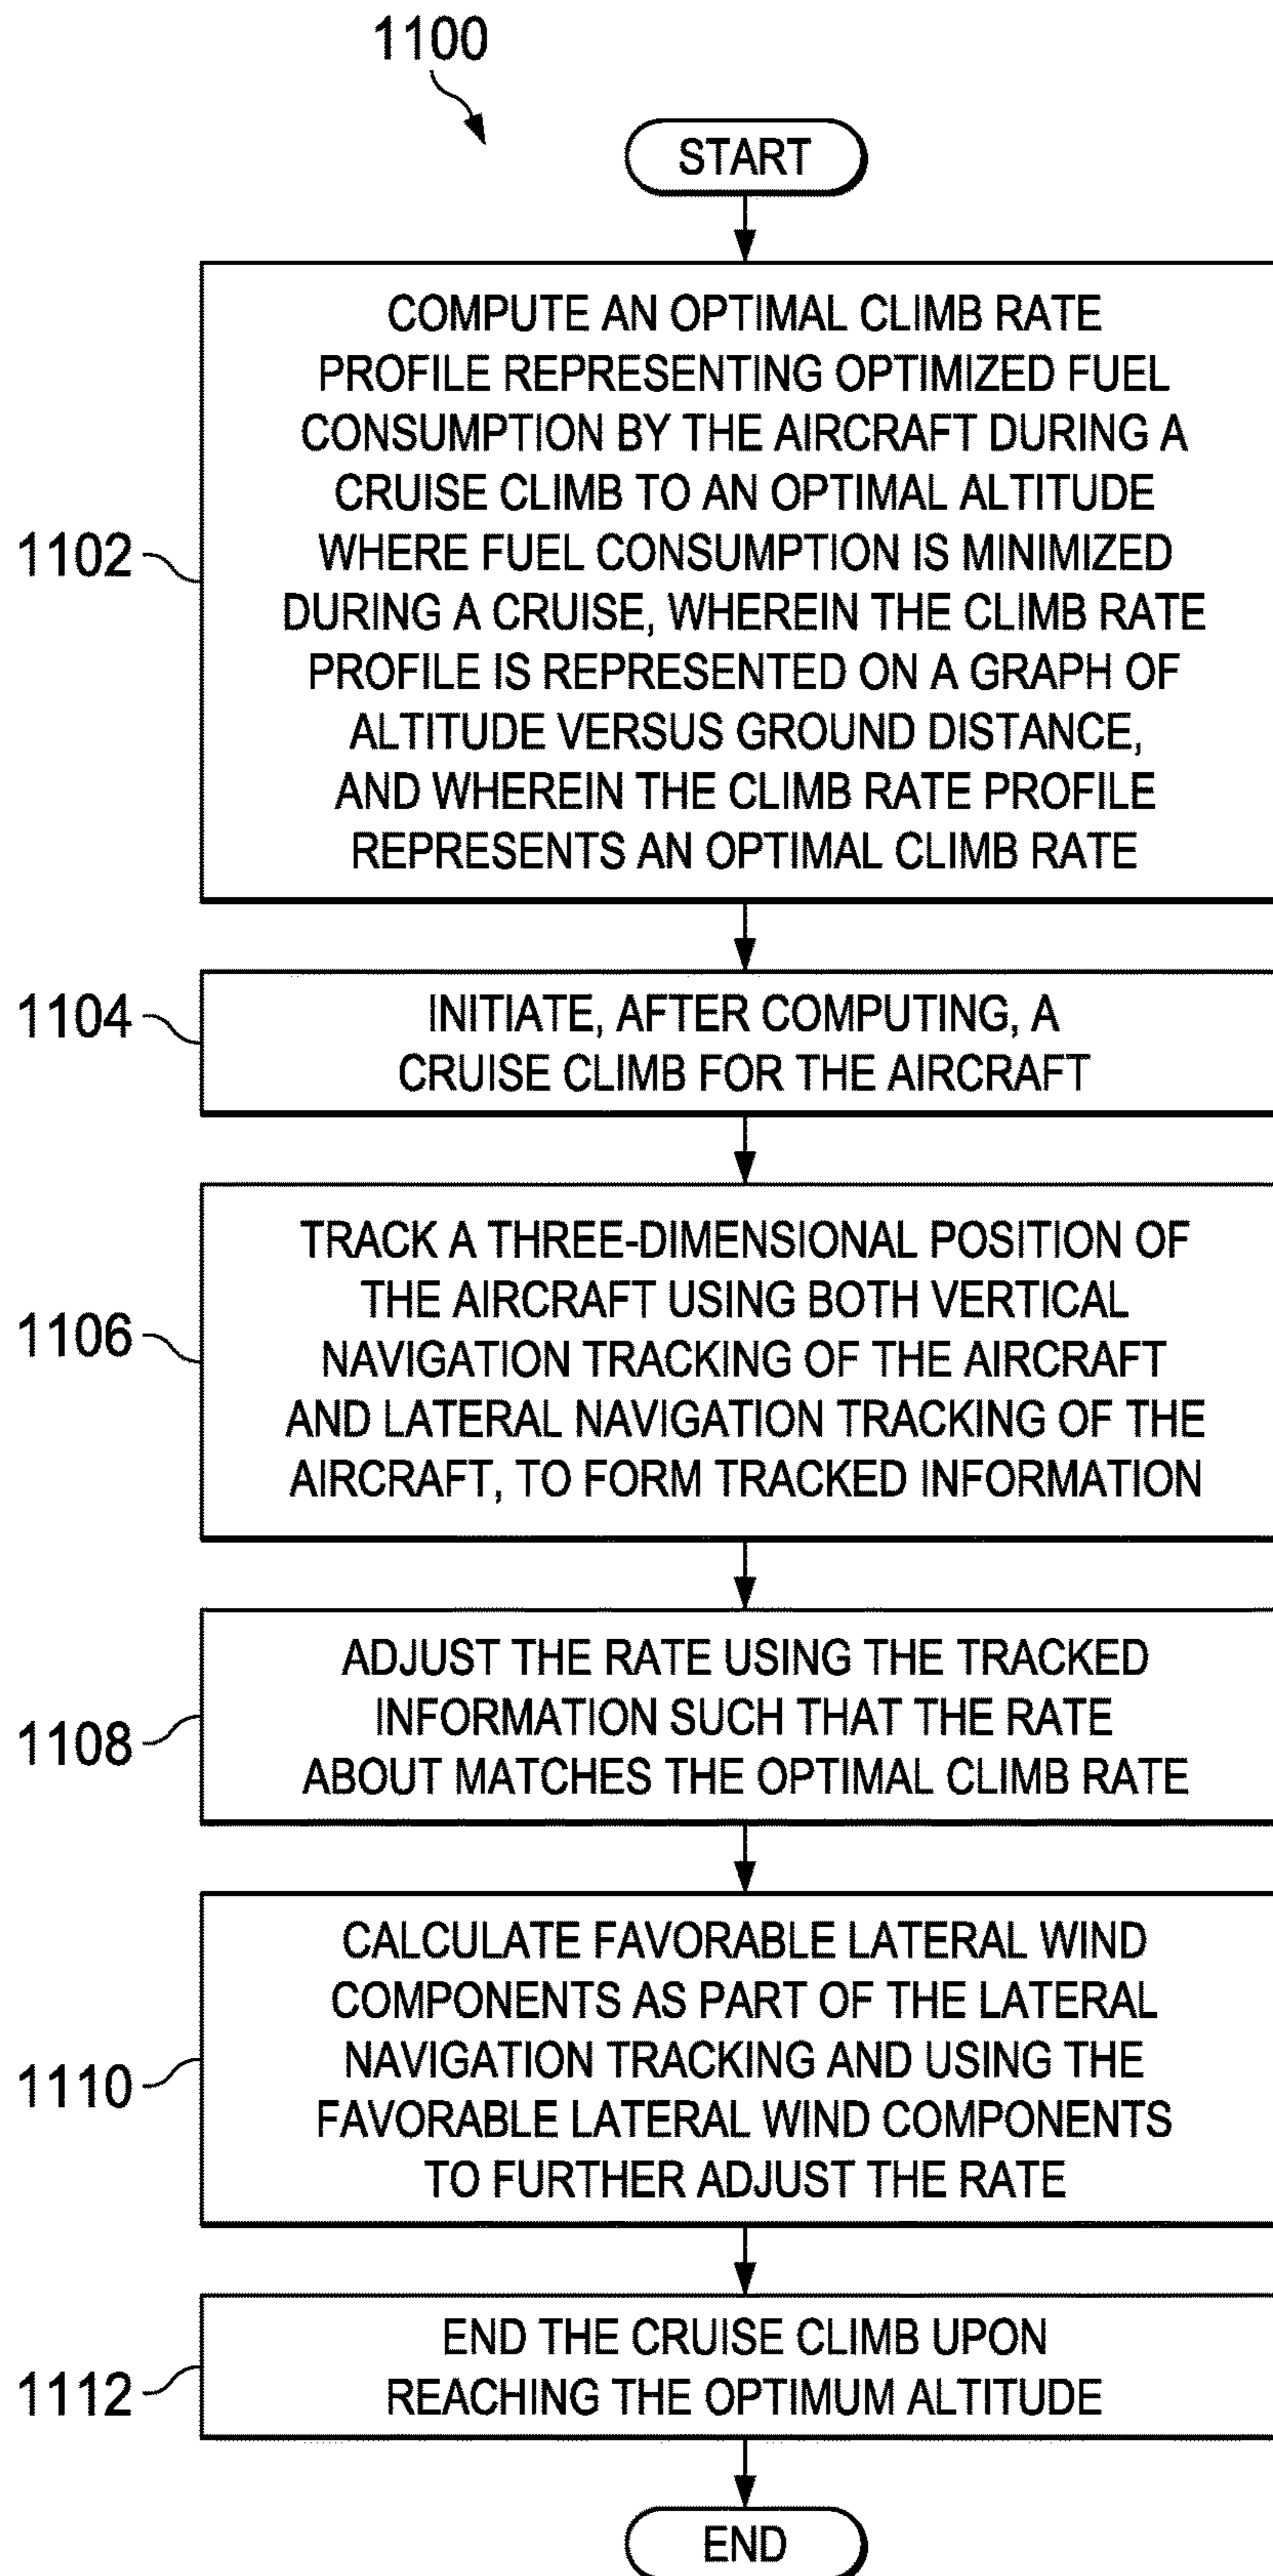 1100
START
COMPUTE AN OPTIMAL CLIMB RATE
PROFILE REPRESENTING OPTIMIZED FUEL
CONSUMPTION BY THE AIRCRAFT DURING A
CRUISE CLIMB TO AN OPTIMAL ALTITUDE
1102
WHERE FUEL CONSUMPTION IS MINIMIZED
DURING A CRUISE, WHEREIN THE CLIMB RATE
PROFILE IS REPRESENTED ON A GRAPH OF
ALTITUDE VERSUS GROUND DISTANCE,
AND WHEREIN THE CLIMB RATE PROFILE
REPRESENTS AN OPTIMAL CLIMB RATE
1104
INITIATE, AFTER COMPUTING, A
CRUISE CLIMB FOR THE AIRCRAFT
1106
TRACK A THREE-DIMENSIONAL POSITION OF
THE AIRCRAFT USING BOTH VERTICAL
NAVIGATION TRACKING OF THE AIRCRAFT
AND LATERAL NAVIGATION TRACKING OF THE
AIRCRAFT, TO FORM TRACKED INFORMATION
1108
ADJUST THE RATE USING THE TRACKED
INFORMATION SUCH THAT THE RATE
ABOUT MATCHES THE OPTIMAL CLIMB RATE
1110
CALCULATE FAVORABLE LATERAL WIND
COMPONENTS AS PART OF THE LATERAL
NAVIGATION TRACKING AND USING THE
FAVORABLE LATERAL WIND COMPONENTS
TO FURTHER ADJUST THE RATE
1112
END THE CRUISE CLIMB UPON
REACHING THE OPTIMUM ALTITUDE
END